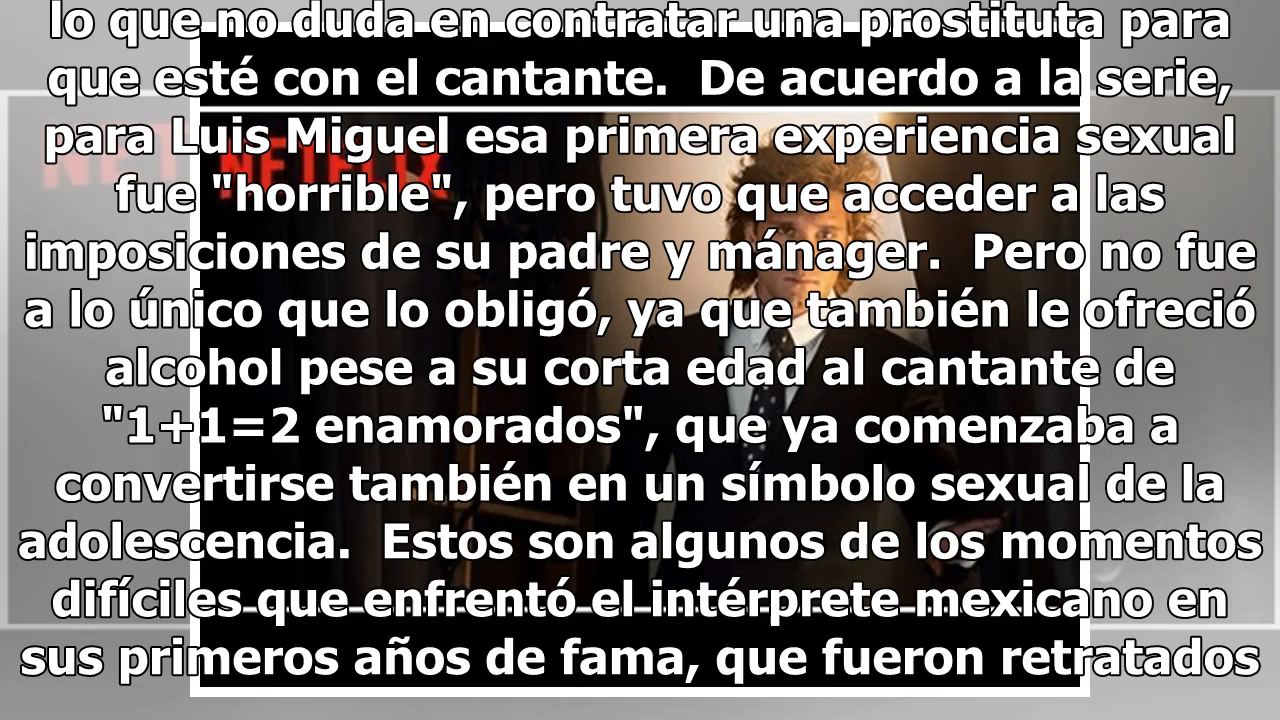 lo que no duda en contratar una prostituta para
que esté con el cantante.  De acuerdo a la serie,
para Luis Miguel esa primera experiencia sexual
NETFLIX
fue "horrible", pero tuvo que acceder a las
imposiciones de su padre y mánager.  Pero no fue
a lo único que lo obligó, ya que también le ofreció
alcohol pese a su corta edad al cantante de
"1+1=2 enamorados", que ya comenzaba a
convertirse también en un símbolo sexual de la
adolescencia.  Estos son algunos de los momentos
difíciles que enfrentó el intérprete mexicano en
sus primeros años de fama, que fueron retratados